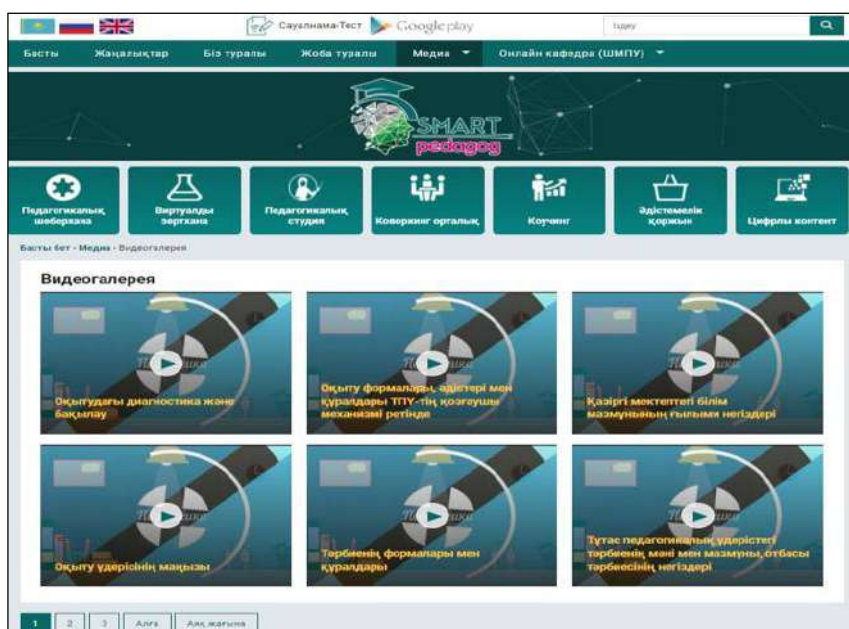 Сауалнама-Тест Google play Іздеу
Басты Жаңалықтар Біз туралы Жоба туралы Медиа Онлайн кафедра (ШМПУ)
SMART
pedagog
Педагогикалық
шеберхана
Виртуалды
зертхана
Педагогикалық
студия
Коворкинг орталық
Коучинг
Әдістемелік
қоржын
Цифрлы контент
Басты бет - Медиа - Видеогалерея
Видеогалерея
Оқытудағы диагностика және
бақылау
Оқыту формалары, әдістері мен
құралдары ТПҮ-тің қозғаушы
механизмі ретінде
Қазіргі мектептегі білім
мазмұнының ғылыми негіздері
Оқыту үдерісінің маңызы
Тәрбиенің формалары мен
құралдары
Тұтас педагогикалық үдерістегі
тәрбиенің мәні мен мазмұны, отбасы
тәрбиесінің негіздері
1 2 3 Алға Аяқ жағына